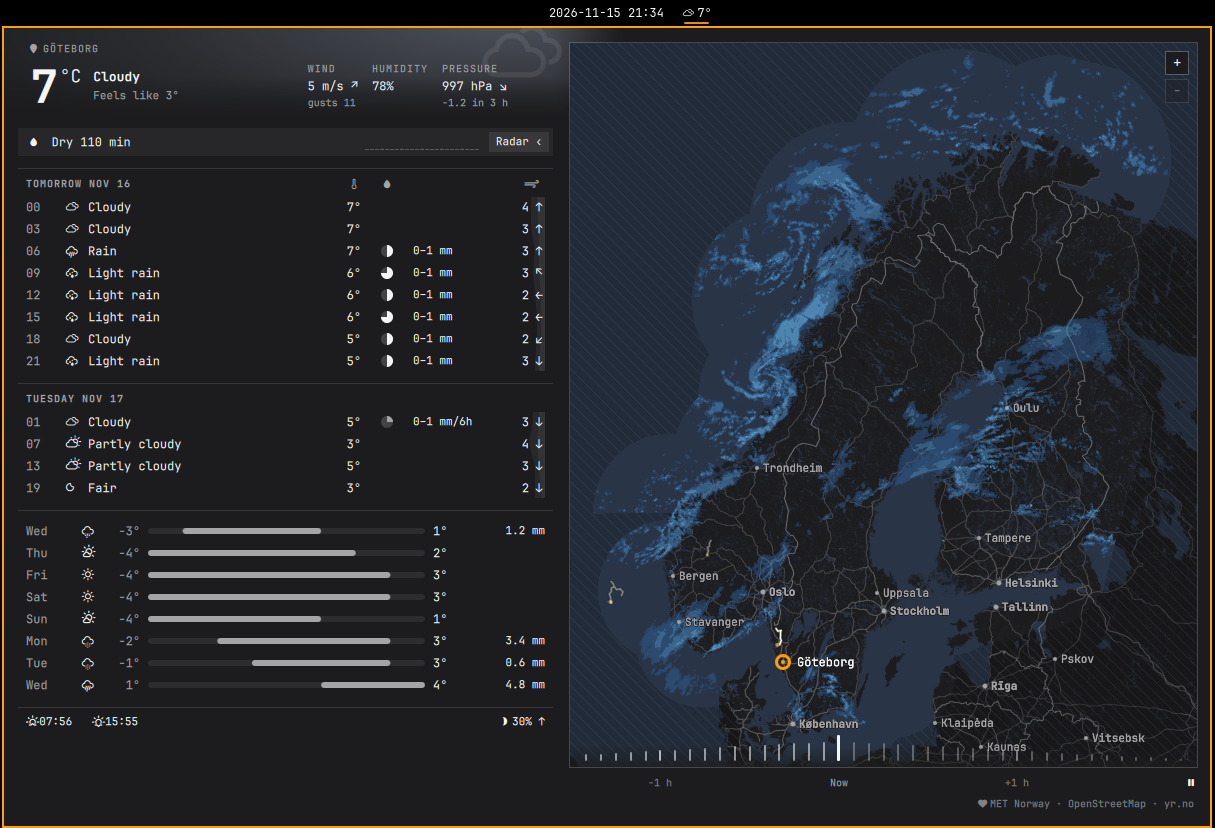 2026-11-15 21:34 7°
GÖTEBORG
7 °C Cloudy
Feels like 3°
WIND HUMIDITY PRESSURE
5 m/s ↗ 78% 997 hPa ↘
gusts 11 -1.2 in 3 h
Dry 110 min Radar ‹
TOMORROW NOV 16
00 Cloudy 7° 4 ↑
03 Cloudy 7° 3 ↑
06 Rain 7° 0–1 mm 3 ↑
09 Light rain 6° 0–1 mm 3 ↖
12 Light rain 6° 0–1 mm 2 ←
15 Light rain 6° 0–1 mm 2 ←
18 Cloudy 5° 0–1 mm 2 ↙
21 Light rain 5° 0–1 mm 3 ↓
TUESDAY NOV 17
01 Cloudy 5° 0–1 mm/6h 3 ↓
07 Partly cloudy 3° 4 ↓
13 Partly cloudy 5° 3 ↓
19 Fair 3° 2 ↓
Wed -3° 1° 1.2 mm
Thu -4° 2°
Fri -4° 3°
Sat -4° 3°
Sun -4° 1°
Mon -2° 3° 3.4 mm
Tue -1° 3° 0.6 mm
Wed 1° 4° 4.8 mm
07:56 15:55 30% ↑
+
-
Oulu
Trondheim
Tampere
Bergen
Helsinki
Oslo
Uppsala
Tallinn
Stockholm
Stavanger
Göteborg
Pskov
Rīga
København
Klaipėda
Vitsebsk
Kaunas
-1 h Now +1 h
MET Norway · OpenStreetMap · yr.no